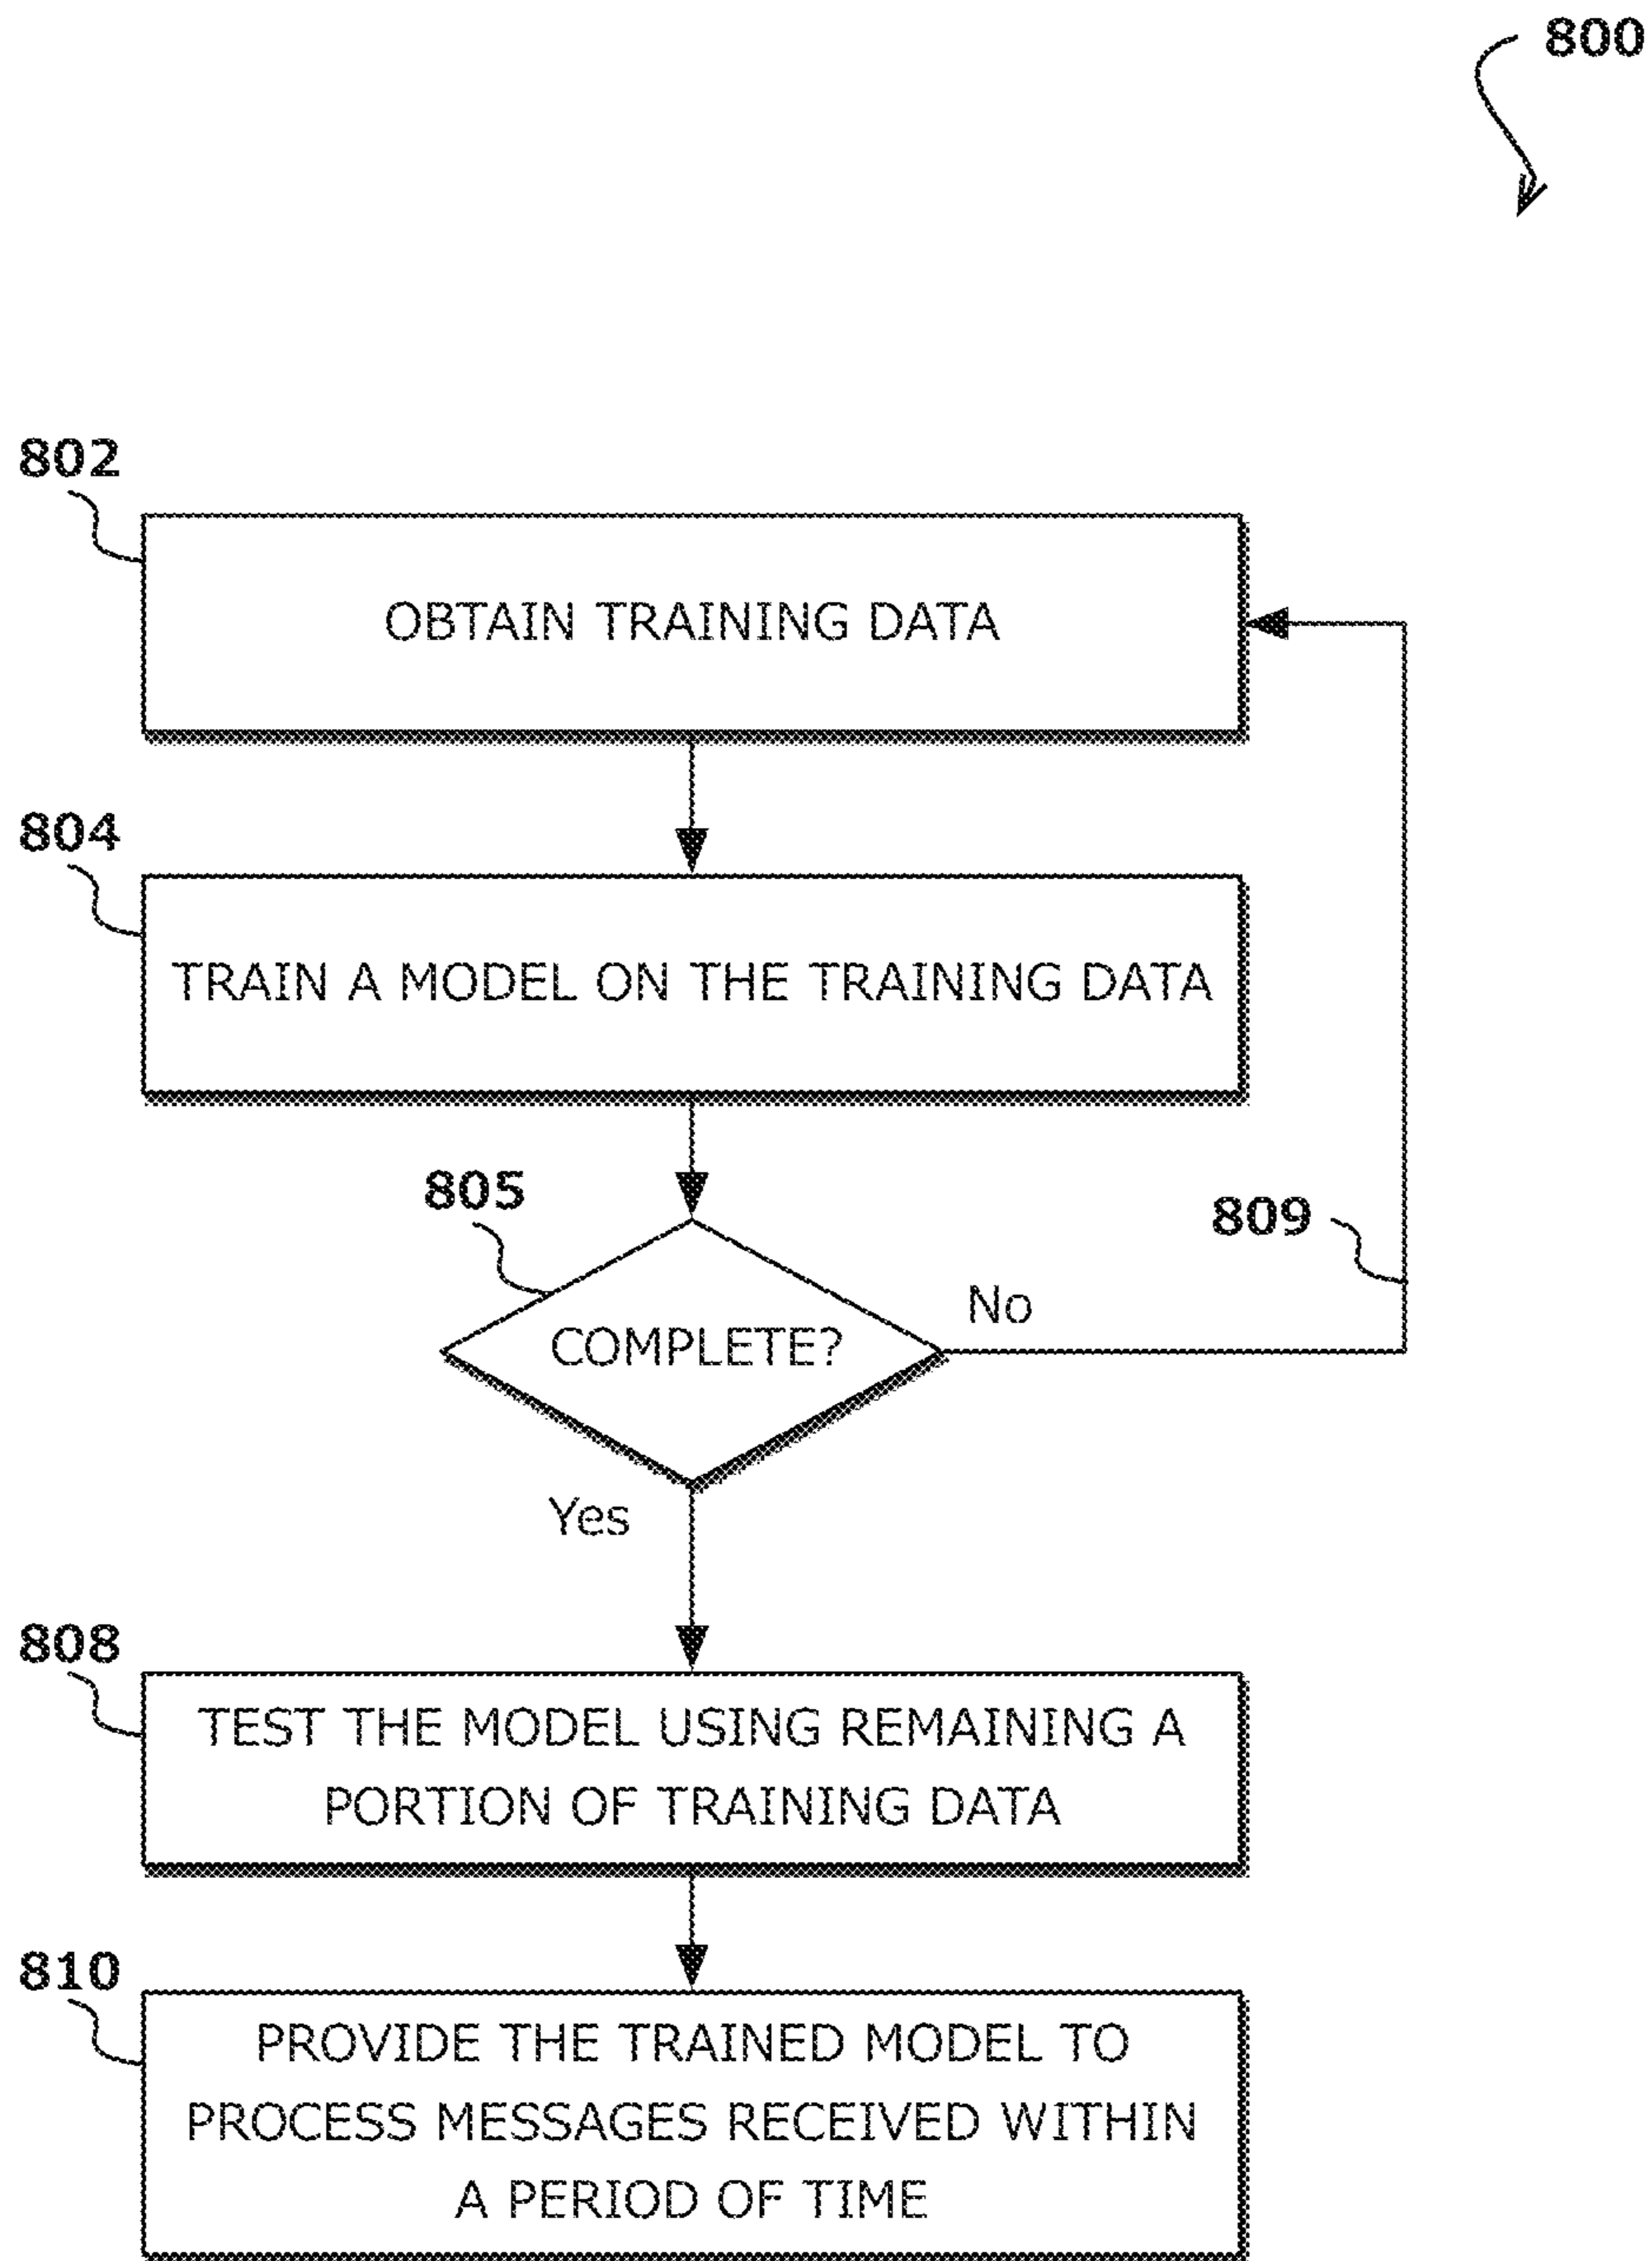 800
802
OBTAIN TRAINING DATA
804
TRAIN A MODEL ON THE TRAINING DATA
805
809
No
COMPLETE?
Yes
808
TEST THE MODEL USING REMAINING A
PORTION OF TRAINING DATA
810
PROVIDE THE TRAINED MODEL TO
PROCESS MESSAGES RECEIVED WITHIN
A PERIOD OF TIME